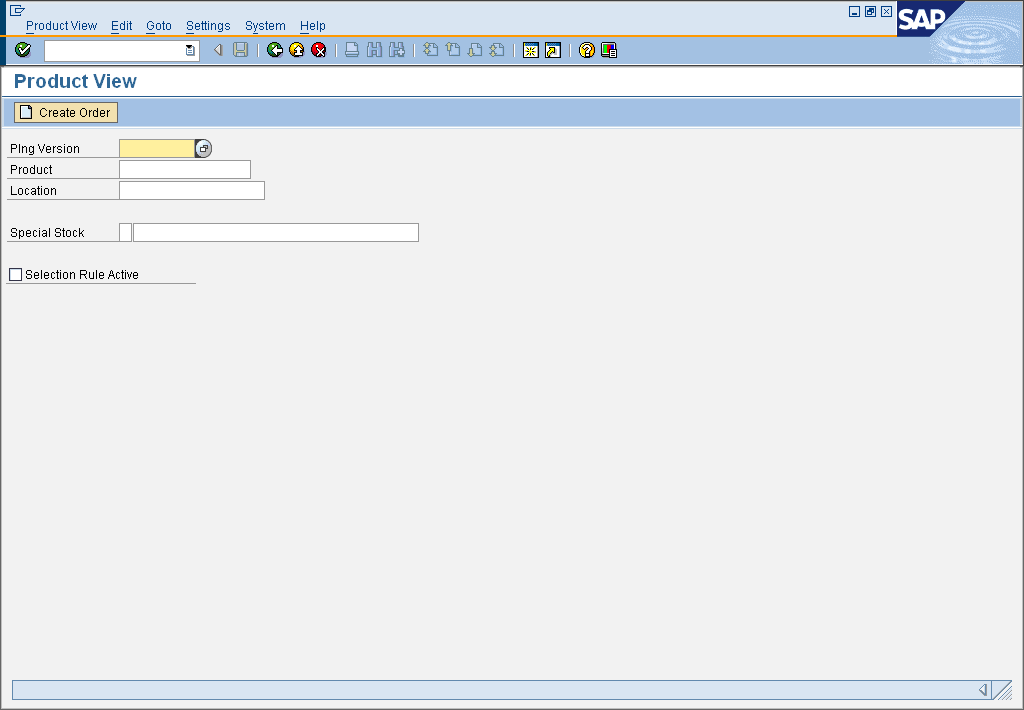 Product View Edit Goto Settings System Help
SAP
Product View
Create Order
Plng Version
Product
Location
Special Stock
Selection Rule Active